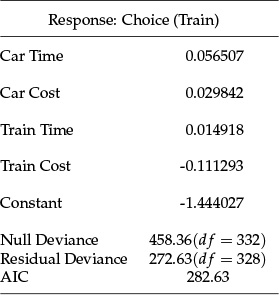 Response: Choice (Train)
Car Time 0.056507
Car Cost 0.029842
Train Time 0.014918
Train Cost -0.111293
Constant -1.444027
Null Deviance 458.36(df = 332)
Residual Deviance 272.63(df = 328)
AIC 282.63